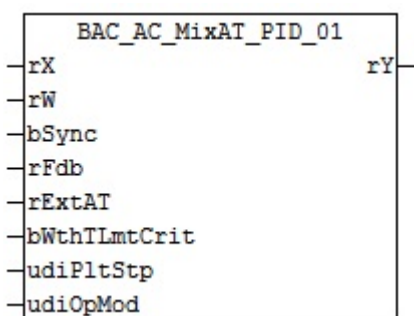 BAC_AC_MixAT_PID_01
rX rY
rW
bSync
rFdb
rExtAT
bWthTLmtCrit
udiPltStp
udiOpMod